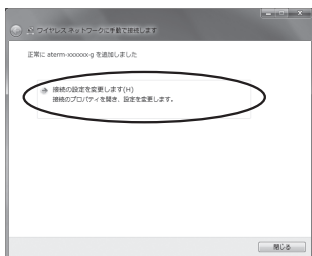 ワイヤレス ネットワークに手動で接続します
正常に aterm-xxxxxx-g を追加しました
接続の設定を変更します(H)
接続のプロパティを開き、設定を変更します。
閉じる